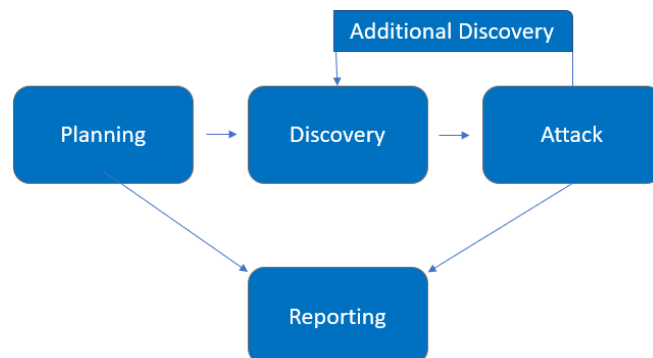 Additional Discovery
Planning
Discovery
Attack
Reporting